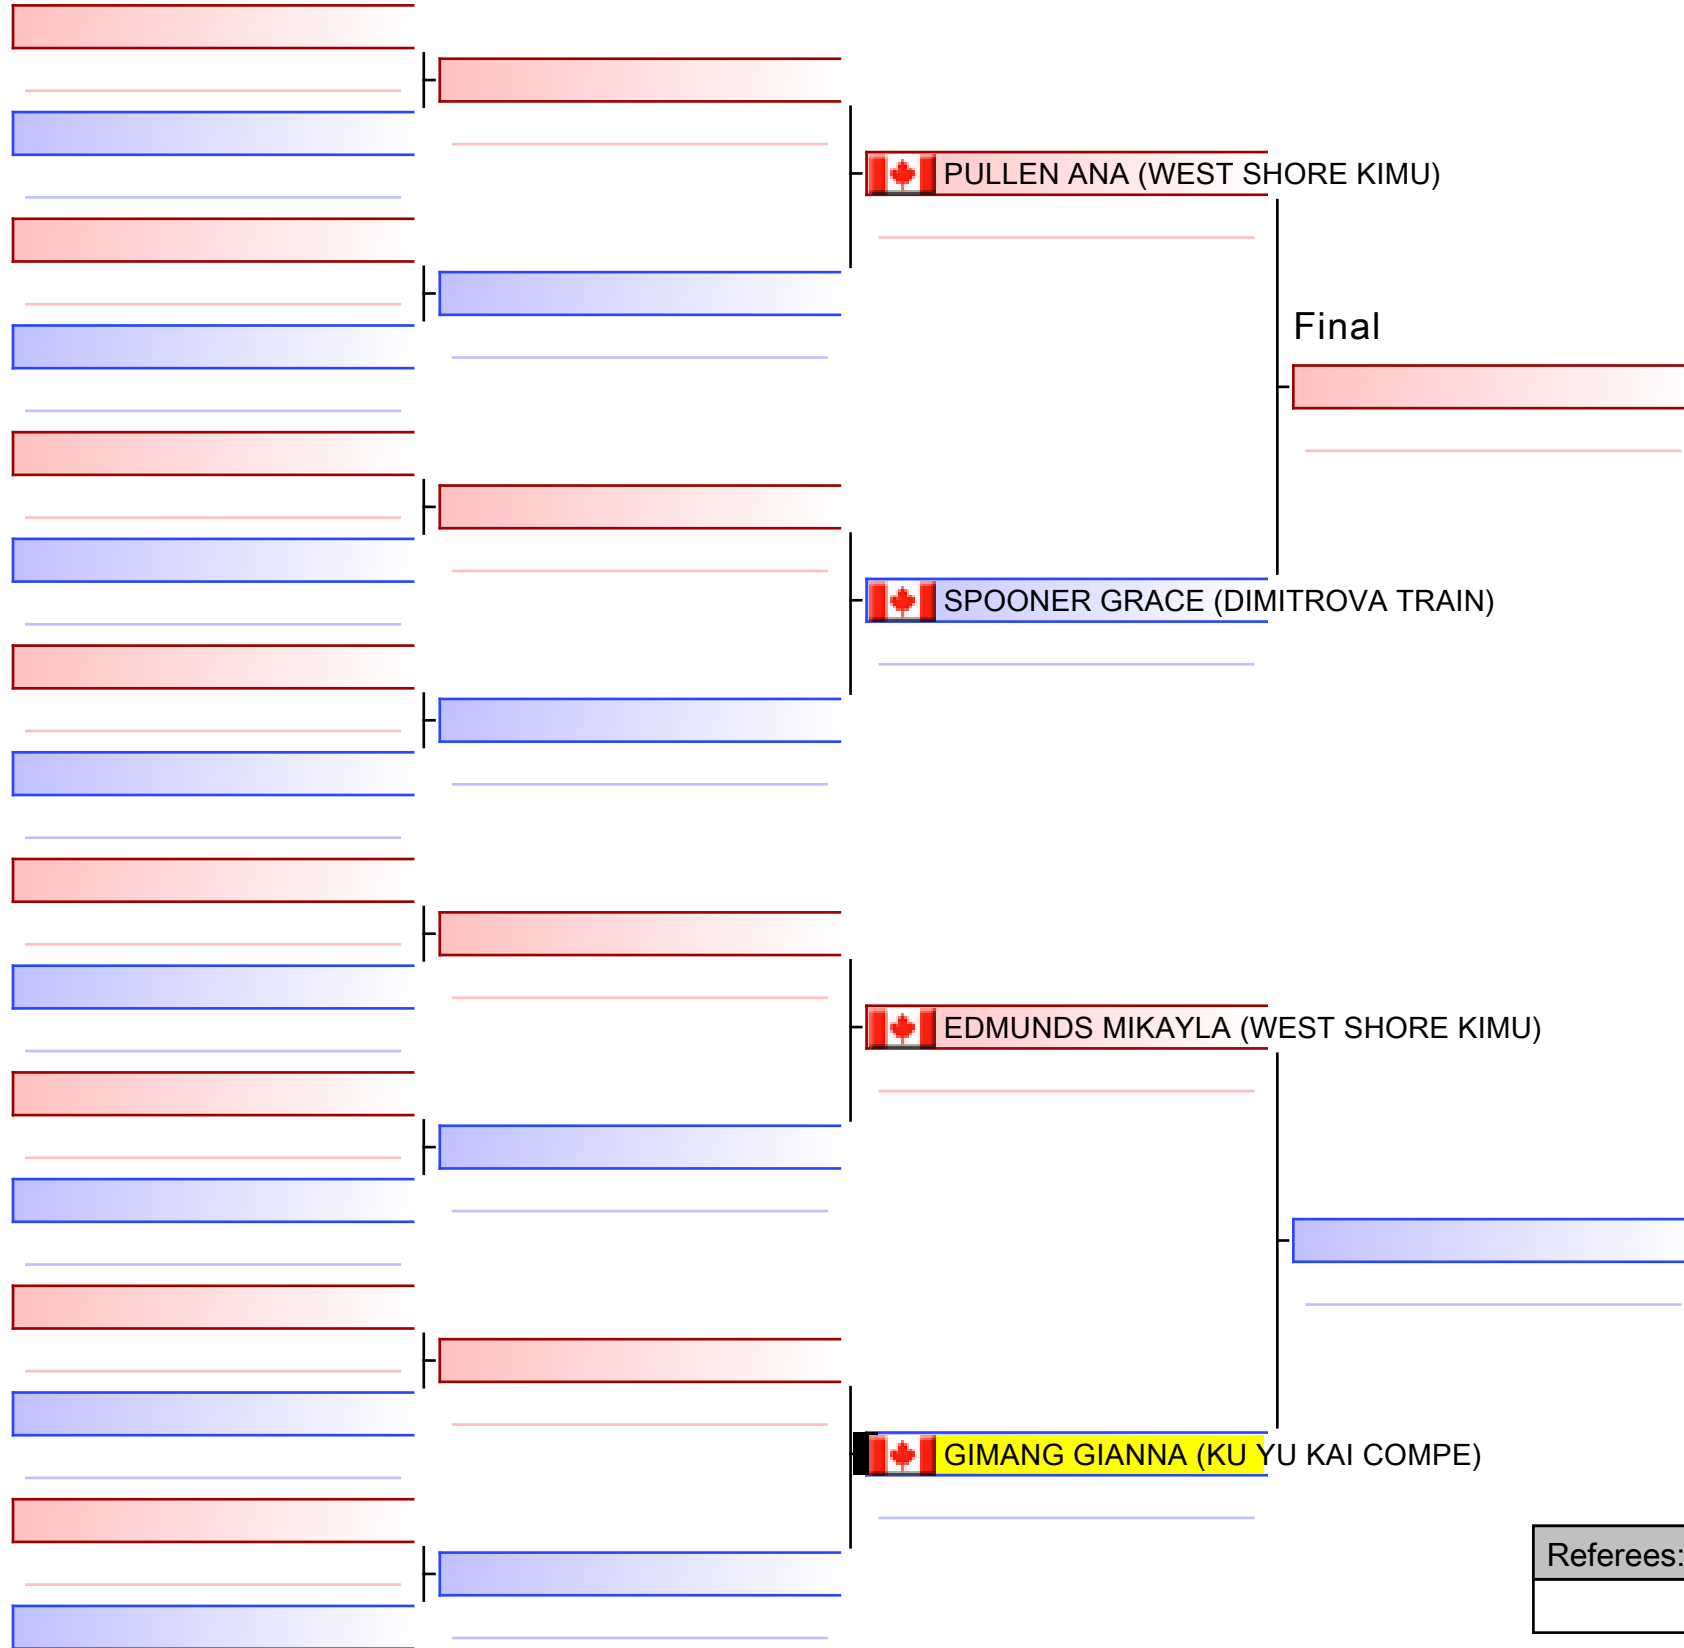 PULLEN ANA (WEST SHORE KIMU)
Final
SPOONER GRACE (DIMITROVA TRAIN)
EDMUNDS MIKAYLA (WEST SHORE KIMU)
GIMANG GIANNA (KU YU KAI COMPE)
Referees: